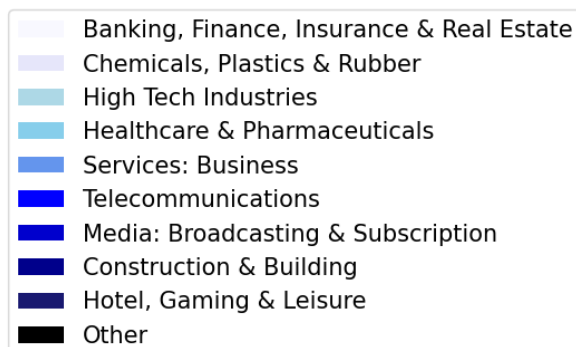 Banking, Finance, Insurance & Real Estate
Chemicals, Plastics & Rubber
High Tech Industries
Healthcare & Pharmaceuticals
Services: Business
Telecommunications
Media: Broadcasting & Subscription
Construction & Building
Hotel, Gaming & Leisure
Other